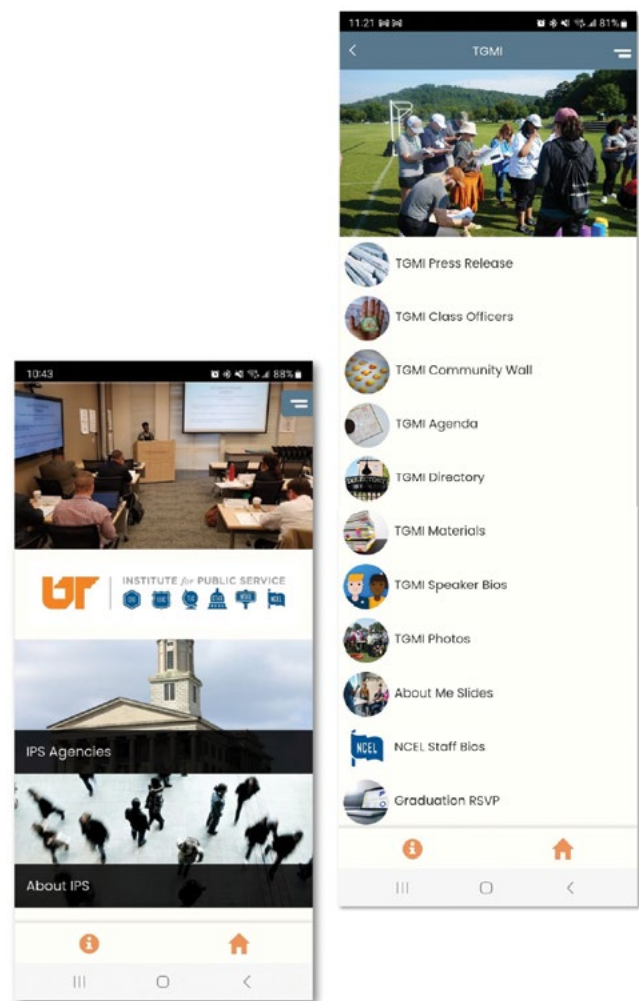 10:43
88%
UT
INSTITUTE for PUBLIC SERVICE
NCEL
IPS Agencies
About IPS
11:21
81%
TGMI
TGMI Press Release
TGMI Class Officers
TGMI Community Wall
TGMI Agenda
TGMI Directory
TGMI Materials
TGMI Speaker Bios
TGMI Photos
About Me Slides
NCEL
NCEL Staff Bios
Graduation RSVP